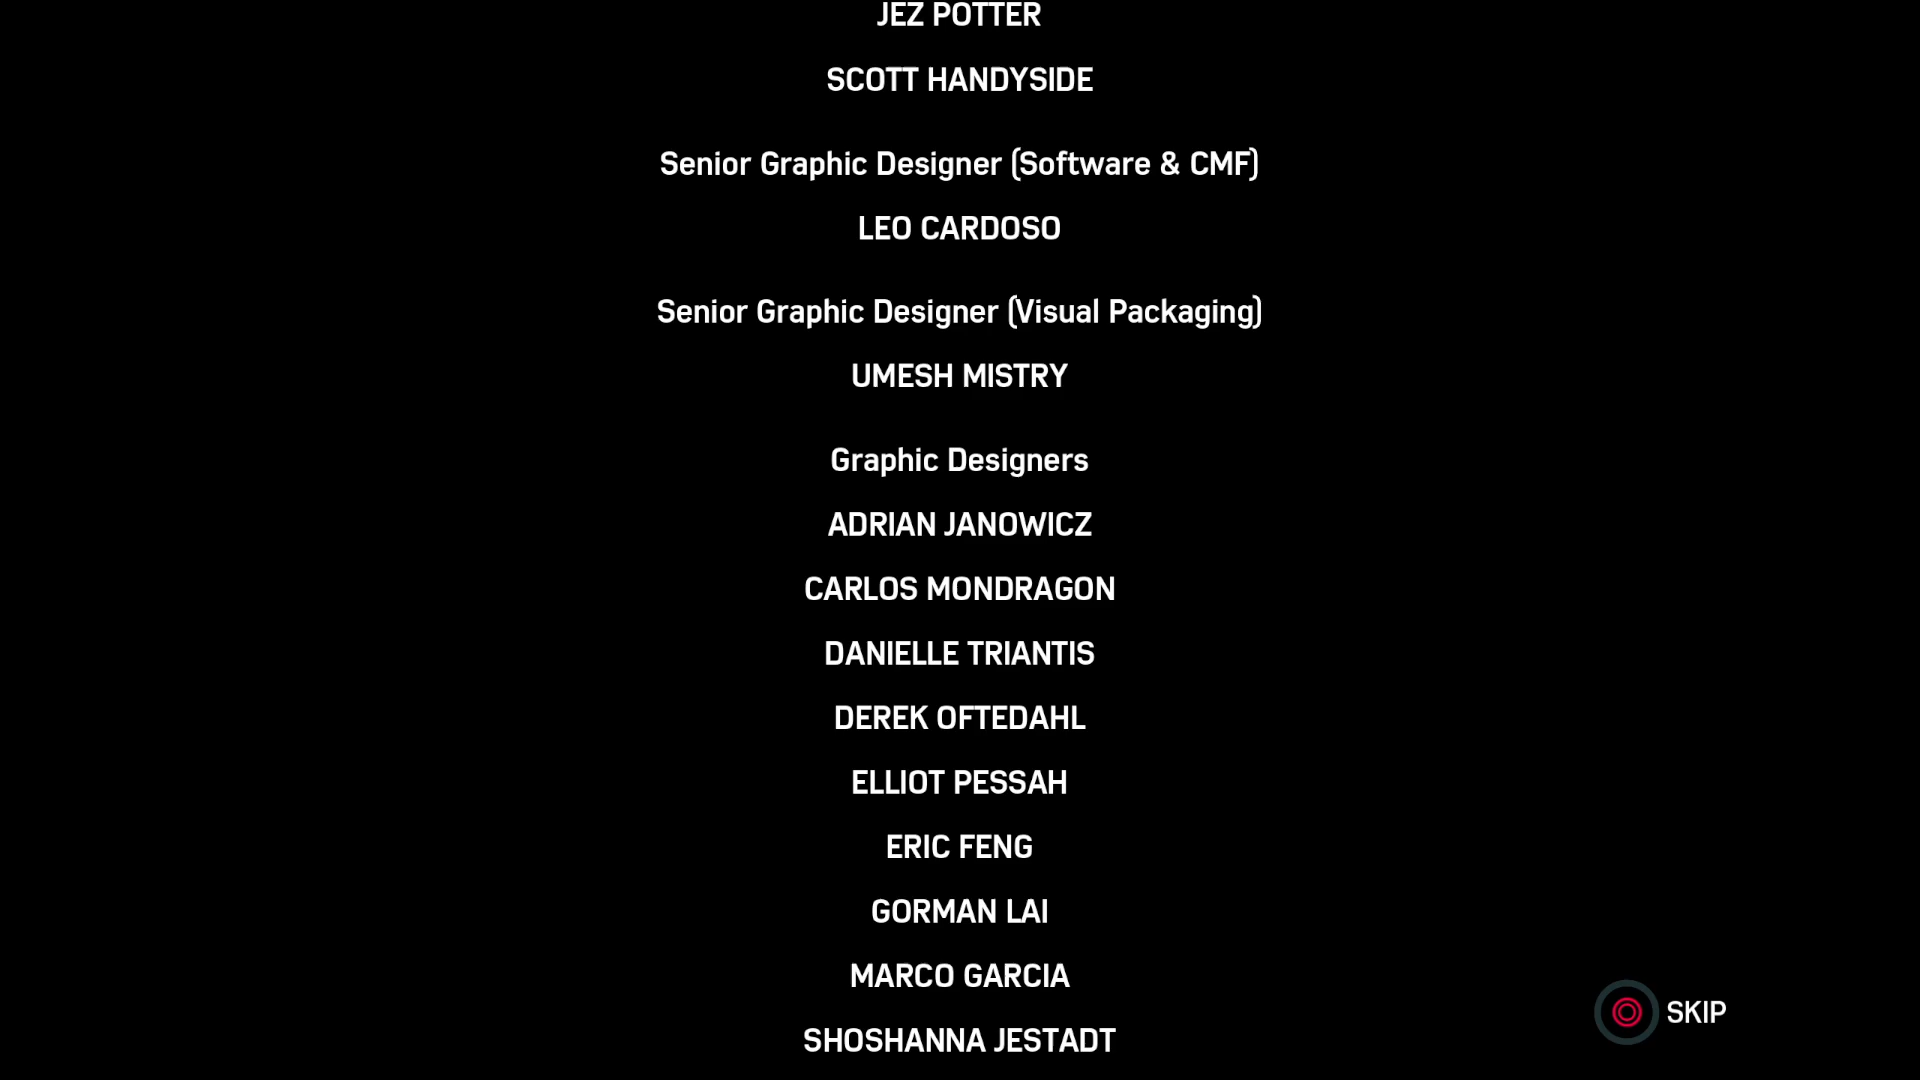 JEZ POTTER
SCOTT HANDYSIDE
Senior Graphic Designer (Software & CMF)
LEO CARDOSO
Senior Graphic Designer (Visual Packaging)
UMESH MISTRY
Graphic Designers
ADRIAN JANOWICZ
CARLOS MONDRAGON
DANIELLE TRIANTIS
DEREK OFTEDAHL
ELLIOT PESSAH
ERIC FENG
GORMAN LAI
MARCO GARCIA
SKIP
SHOSHANNA JESTADT